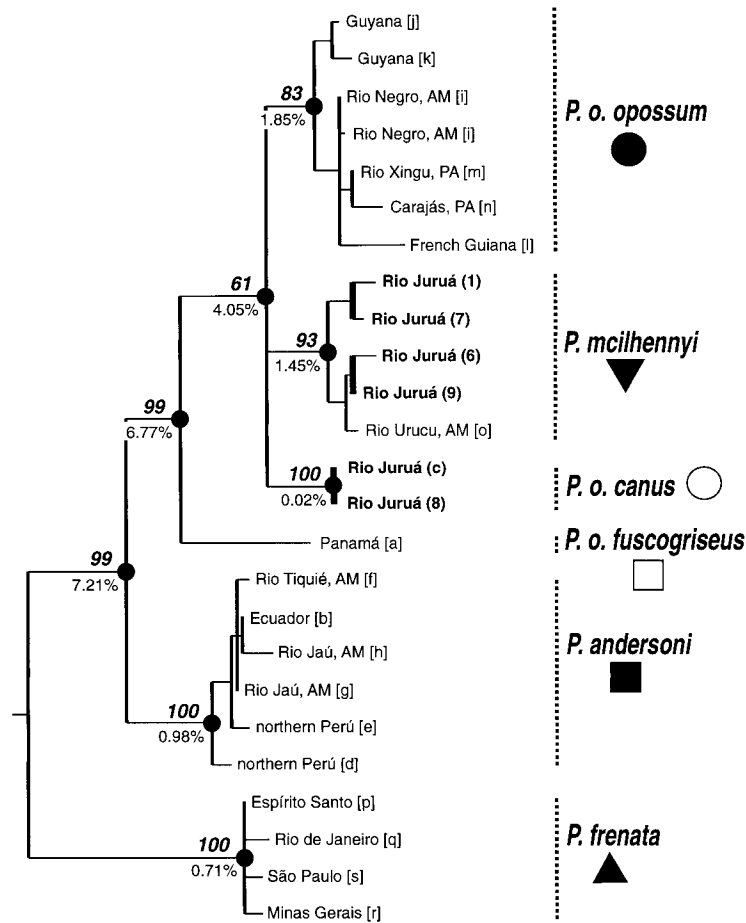 Guyana [j]
Guyana [k]
83
1.85%
Rio Negro, AM [i]
Rio Negro, AM [i]
Rio Xingu, PA [m]
Carajás, PA [n]
French Guiana [l]
P. o. opossum
61
4.05%
Rio Juruá (1)
Rio Juruá (7)
93
1.45%
Rio Juruá (6)
Rio Juruá (9)
Rio Urucu, AM [o]
P. mcilhennyi
99
6.77%
100
0.02%
Rio Juruá (c)
Rio Juruá (8)
P. o. canus
Panamá [a]
P. o. fuscogriseus
99
7.21%
Rio Tiquié, AM [f]
Ecuador [b]
Rio Jaú, AM [h]
Rio Jaú, AM [g]
northern Perú [e]
northern Perú [d]
100
0.98%
P. andersoni
Espírito Santo [p]
Rio de Janeiro [q]
São Paulo [s]
Minas Gerais [r]
100
0.71%
P. frenata